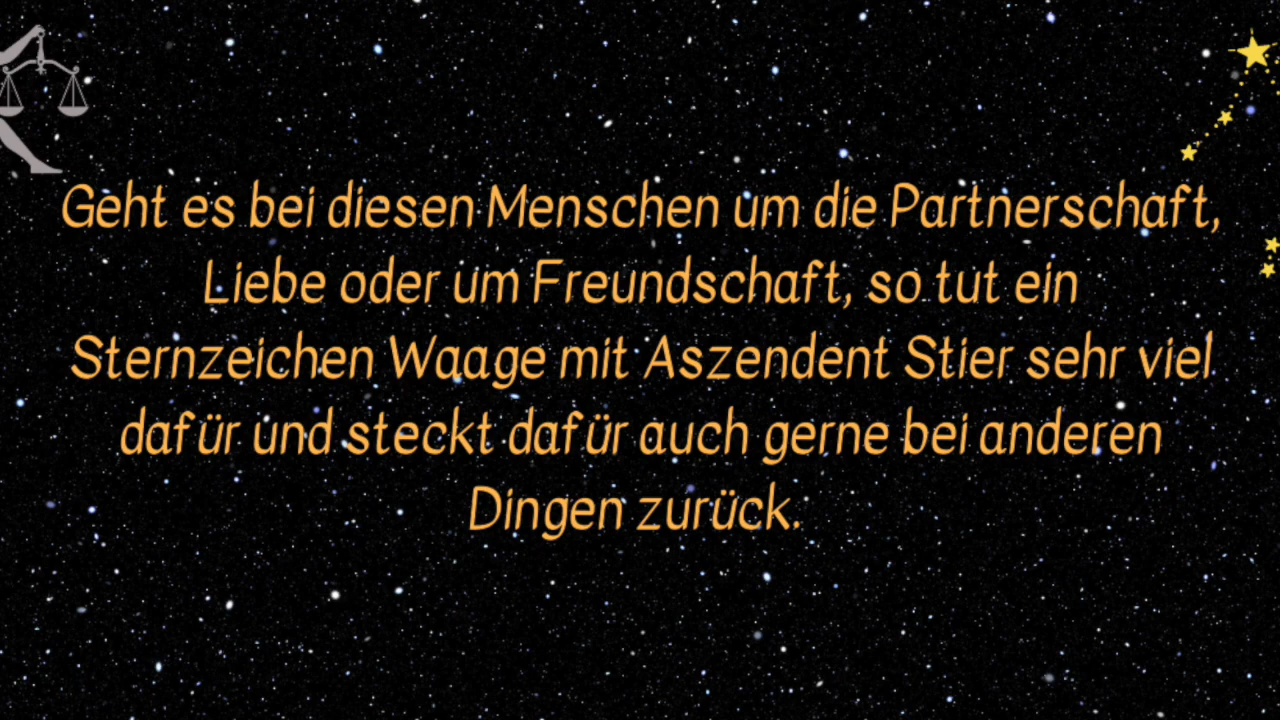 Geht es bei diesen Menschen um die Partnerschaft,
Liebe oder um Freundschaft, so tut ein
Sternzeichen Waage mit Aszendent Stier sehr viel
dafür und steckt dafür auch gerne bei anderen
Dingen zurück.